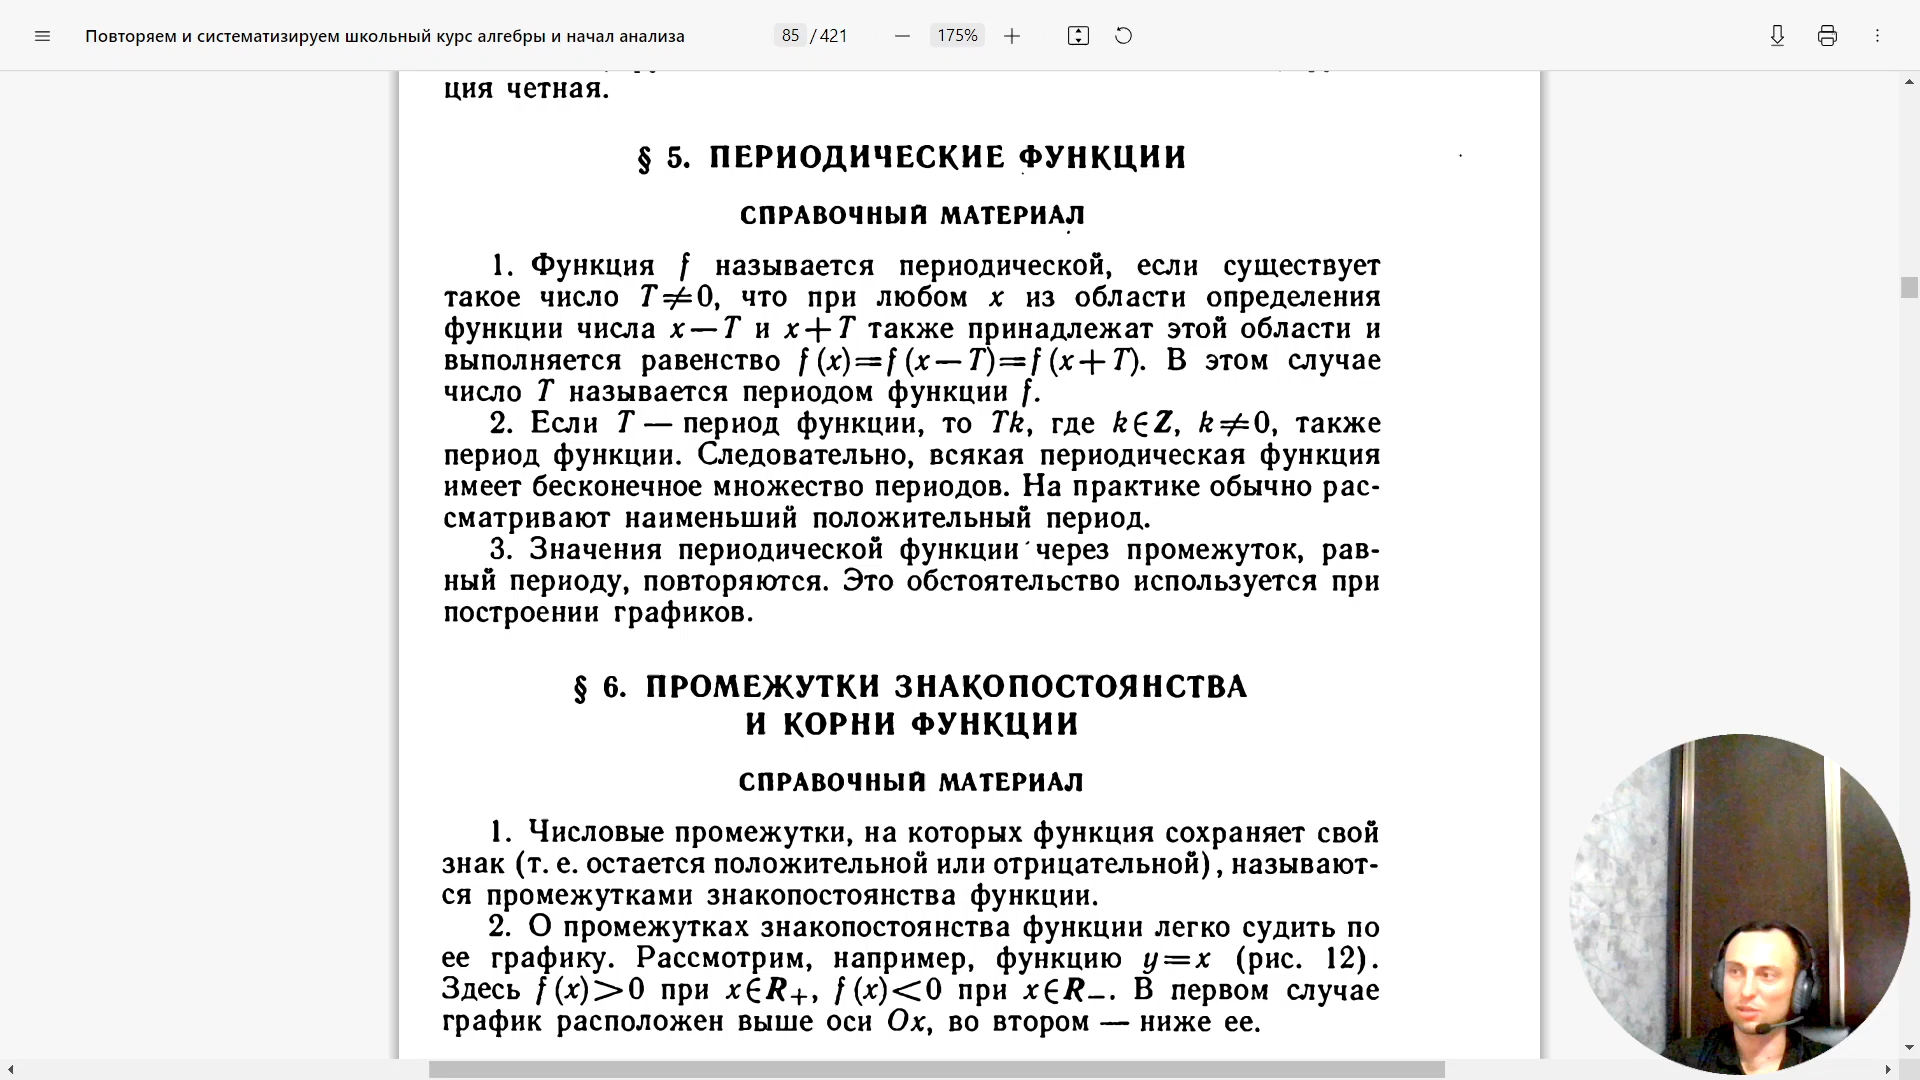 Повторяем и систематизируем школьный курс алгебры и начал анализа
85 / 421
175%
ция четная.
§ 5. ПЕРИОДИЧЕСКИЕ ФУНКЦИИ
СПРАВОЧНЫЙ МАТЕРИАЛ
1. Функция f называется периодической, если существует
такое число T≠0, что при любом x из области определения
функции числа x—T и x+T также принадлежат этой области и
выполняется равенство f (x)=f (x—T)=f (x+T). В этом случае
число T называется периодом функции f.
2. Если T — период функции, то Tk, где k∈Z, k≠0, также
период функции. Следовательно, всякая периодическая функция
имеет бесконечное множество периодов. На практике обычно рас-
сматривают наименьший положительный период.
3. Значения периодической функции через промежуток, рав-
ный периоду, повторяются. Это обстоятельство используется при
построении графиков.
§ 6. ПРОМЕЖУТКИ ЗНАКОПОСТОЯНСТВА
И КОРНИ ФУНКЦИИ
СПРАВОЧНЫЙ МАТЕРИАЛ
1. Числовые промежутки, на которых функция сохраняет свой
знак (т. е. остается положительной или отрицательной), называют-
ся промежутками знакопостоянства функции.
2. О промежутках знакопостоянства функции легко судить по
ее графику. Рассмотрим, например, функцию y=x (рис. 12).
Здесь f (x)>0 при x∈R₊, f (x)<0 при x∈R₋. В первом случае
график расположен выше оси Ox, во втором — ниже ее.